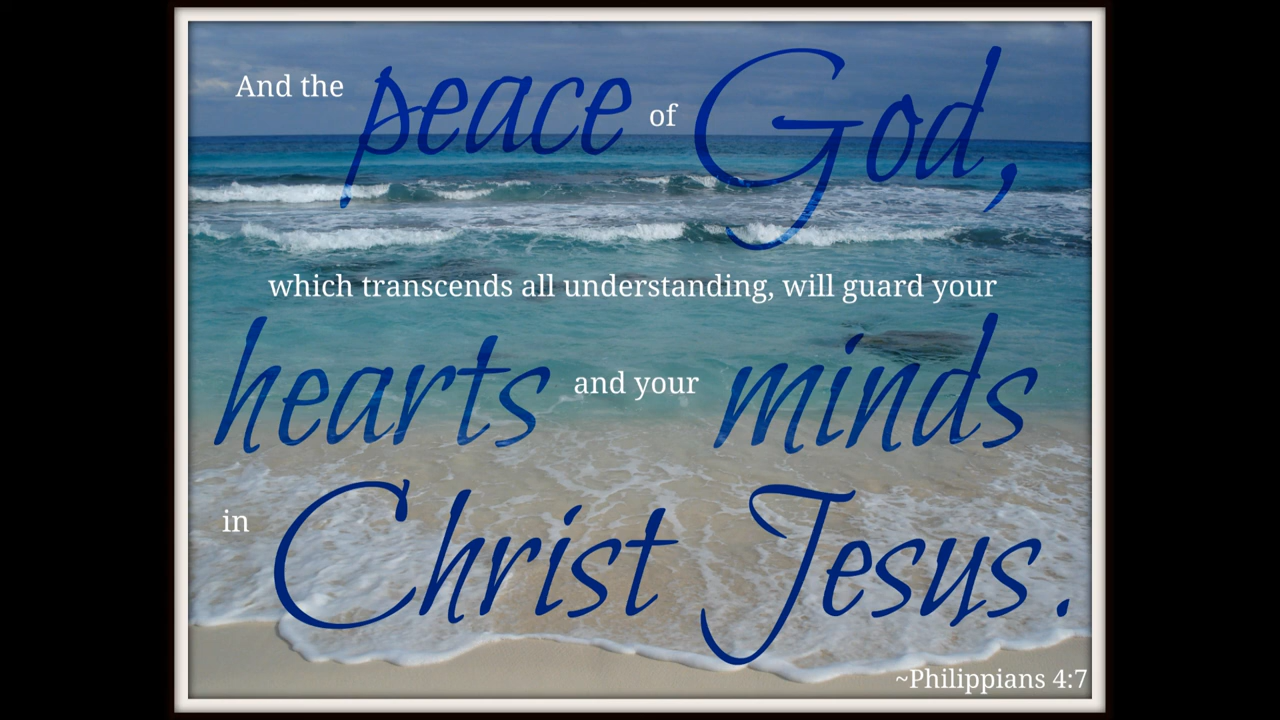 And the peace of God,
which transcends all understanding, will guard your
hearts and your minds
in Christ Jesus.
~Philippians 4:7